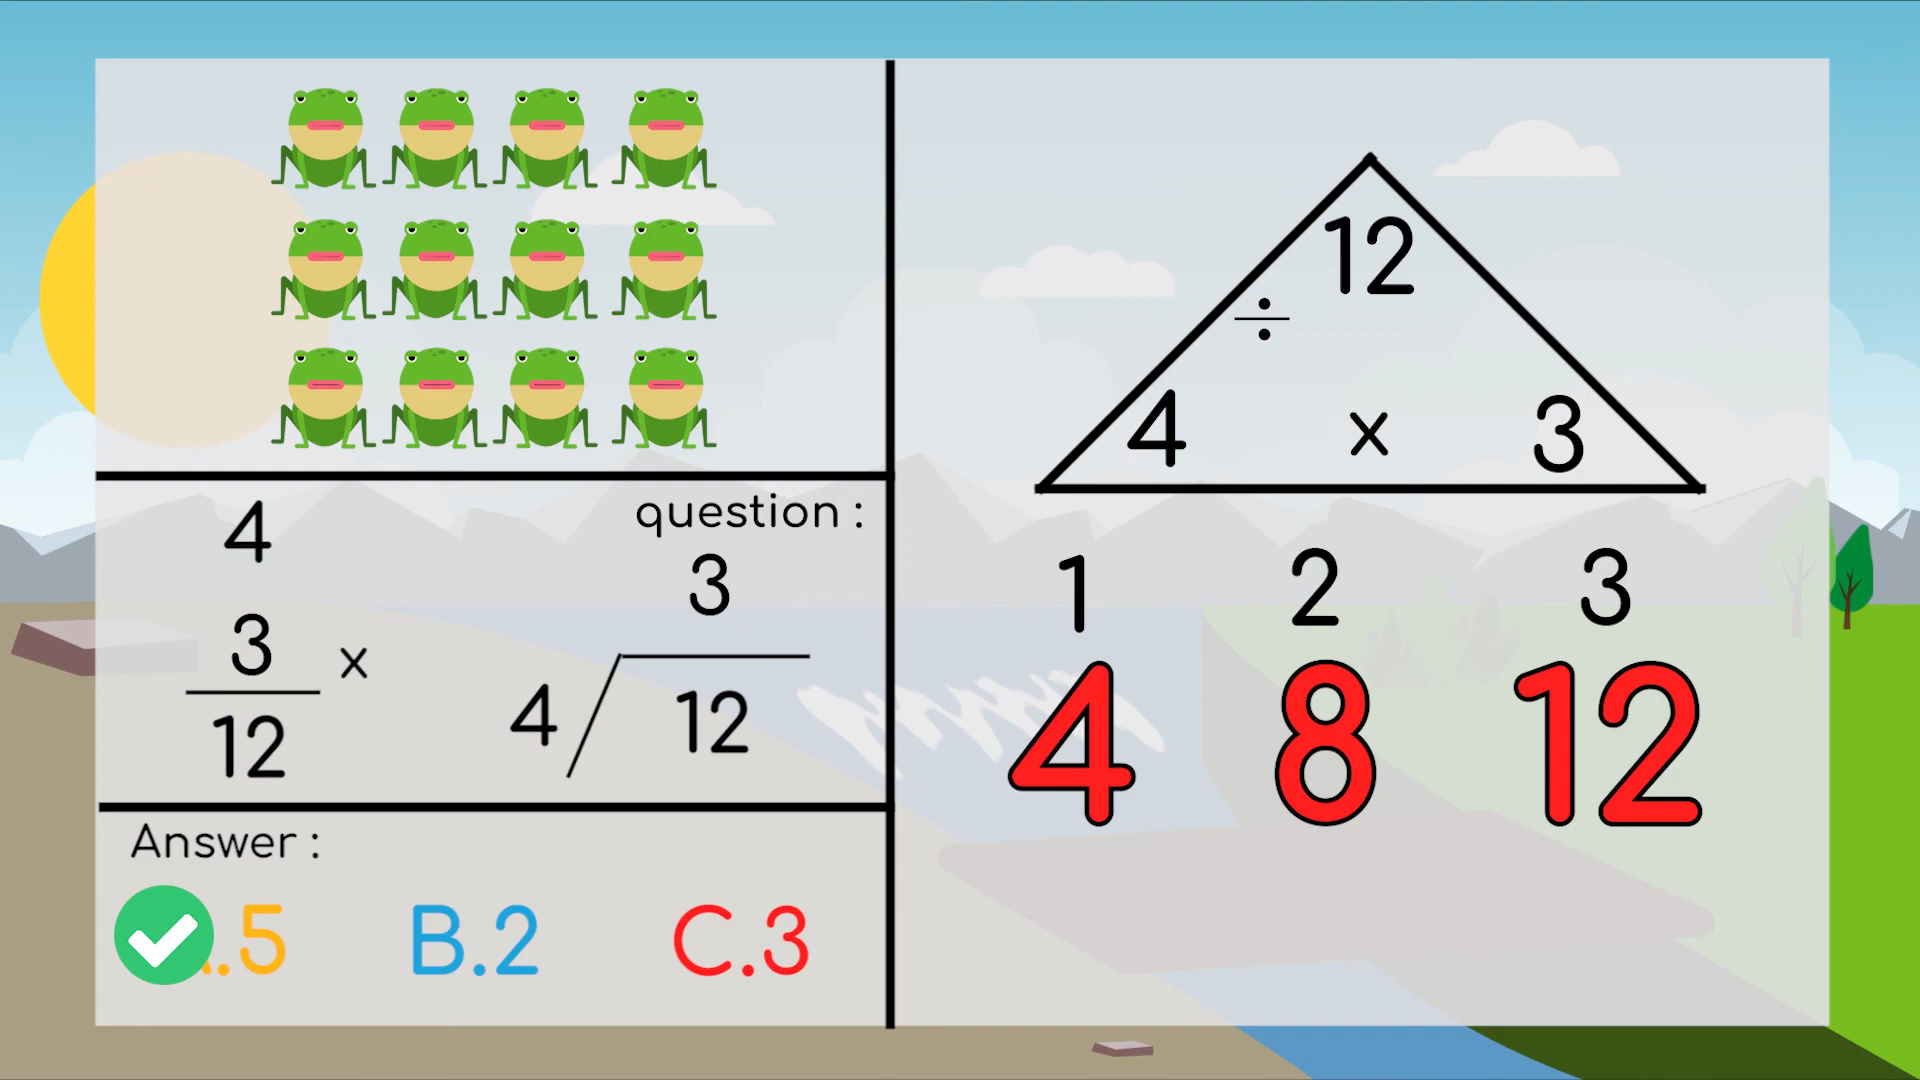 4
3 x
12
question :
3
4 12
Answer :
.5 B.2 C.3
12
÷
4 x 3
1 2 3
4 8 12